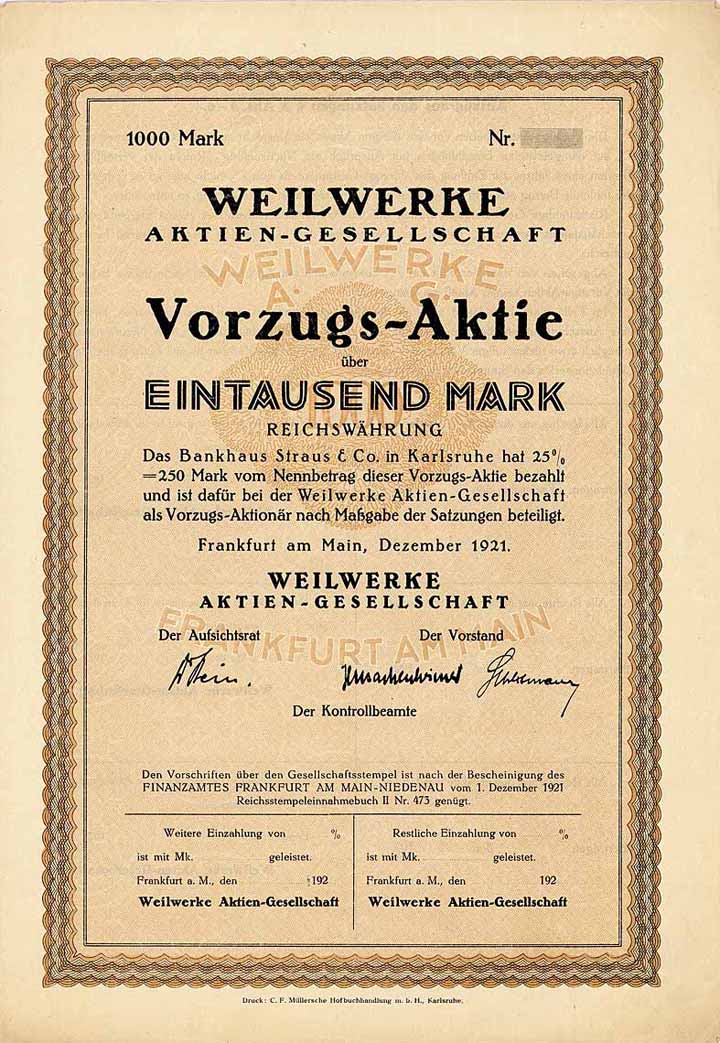 1000 Mark Nr.
WEILWERKE
AKTIEN-GESELLSCHAFT
WEILWERKE
A. G.
Vorzugs-Aktie
über
EINTAUSEND MARK
REICHSWÄHRUNG
Das Bankhaus Straus & Co. in Karlsruhe hat 25%
=250 Mark vom Nennbetrag dieser Vorzugs-Aktie bezahlt
und ist dafür bei der Weilwerke Aktien-Gesellschaft
als Vorzugs-Aktionär nach Maßgabe der Satzungen beteiligt.
Frankfurt am Main, Dezember 1921.
WEILWERKE
AKTIEN-GESELLSCHAFT
FRANKFURT AM MAIN
Der Aufsichtsrat Der Vorstand
Der Kontrollbeamte
Den Vorschriften über den Gesellschaftsstempel ist nach der Bescheinigung des
FINANZAMTES FRANKFURT AM MAIN-NIEDENAU vom 1. Dezember 1921
Reichsstempeleinnahmebuch II Nr. 473 genügt.
Weitere Einzahlung von %
ist mit Mk. geleistet.
Frankfurt a. M., den 192
Weilwerke Aktien-Gesellschaft
Restliche Einzahlung von %
ist mit Mk. geleistet.
Frankfurt a. M., den 192
Weilwerke Aktien-Gesellschaft
Druck: C. F. Müllersche Hofbuchhandlung m. b. H., Karlsruhe.